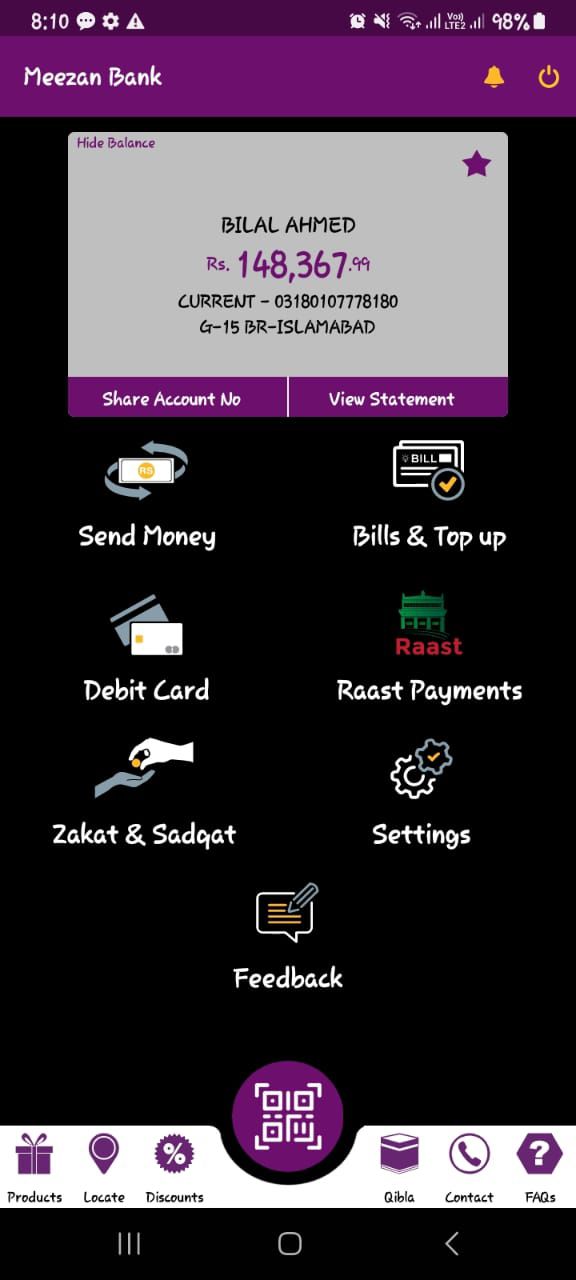 8:10
Vo))
LTE2
98%
Meezan Bank
Hide Balance
BILAL AHMED
Rs. 148,367.99
CURRENT - 03180107778180
G-15 BR-ISLAMABAD
Share Account No
View Statement
RS
BILL
Send Money
Bills & Top up
Raast
Debit Card
Raast Payments
Zakat & Sadqat
Settings
Feedback
%
?
Products
Locate
Discounts
Qibla
Contact
FAQs